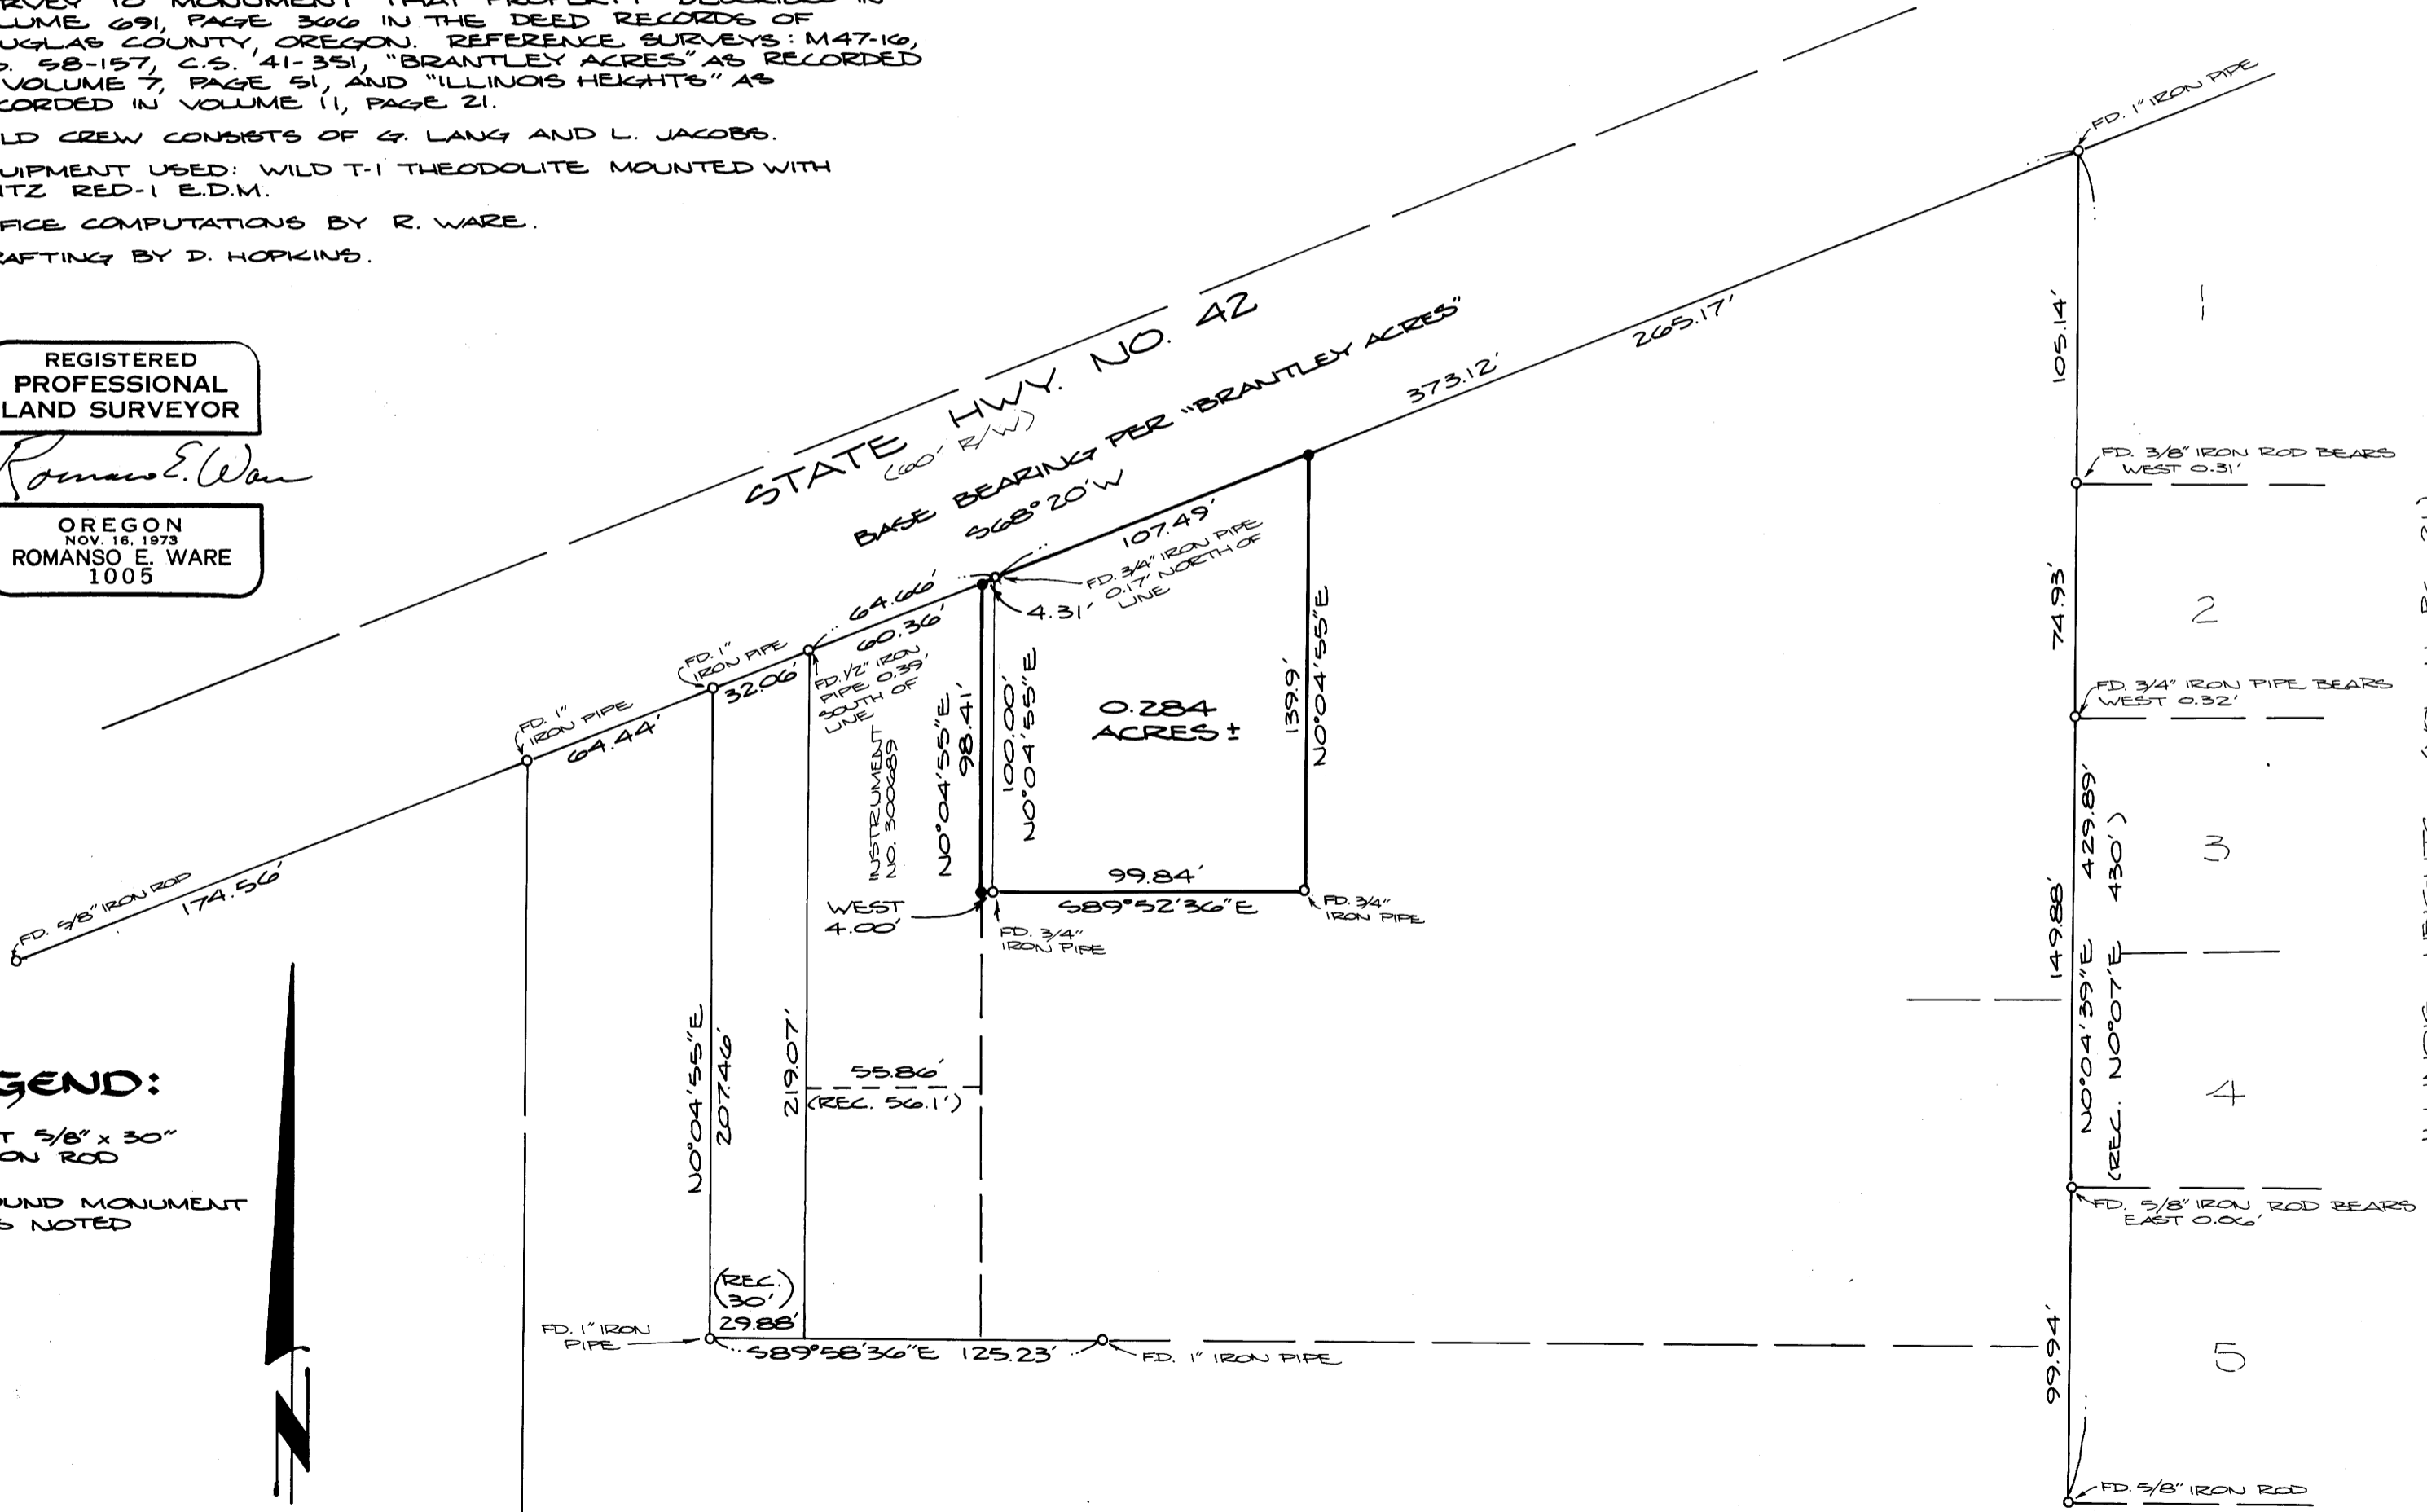 RVEY TO MONUMENT THAT PROPERTY DESCRIBED IN
LUME 691, PAGE 366 IN THE DEED RECORDS OF
UGLAS COUNTY, OREGON. REFERENCE SURVEYS: M47-16,
S. 58-157, C.S. 41-351, "BRANTLEY ACRES" AS RECORDED
VOLUME 7, PAGE 51, AND "ILLINOIS HEIGHTS" AS
CORDED IN VOLUME 11, PAGE 21.
LD CREW CONSISTS OF G. LANG AND L. JACOBS.
UIPMENT USED: WILD T-1 THEODOLITE MOUNTED WITH
ITZ RED-1 E.D.M.
FICE COMPUTATIONS BY R. WARE.
RAFTING BY D. HOPKINS.
REGISTERED
PROFESSIONAL
LAND SURVEYOR
Romanso E. Ware
OREGON
NOV. 16, 1973
ROMANSO E. WARE
1005
STATE HWY. NO. 42
(60' R/W)
BASE BEARING PER "BRANTLEY ACRES"
S68°20'W
373.12'
265.17'
FD. 1" IRON PIPE
107.49'
FD. 3/4" IRON PIPE
0.17' NORTH OF
LINE
4.31'
64.66'
60.36'
FD. 1/2" IRON
PIPE 0.39'
SOUTH OF
LINE
FD. 1"
IRON PIPE
32.06'
FD. 1"
IRON PIPE
64.44'
FD. 5/8" IRON ROD
174.56'
INSTRUMENT
NO. 300689
N0°04'55"E
98.41'
100.00'
N0°04'55"E
0.284
ACRES ±
139.9'
N0°04'55"E
99.84'
S89°52'36"E
WEST
4.00'
FD. 3/4"
IRON PIPE
FD. 3/4"
IRON PIPE
N0°04'55"E
207.46'
219.07'
55.86'
(REC. 56.1')
(REC.
30')
29.88'
FD. 1" IRON
PIPE
S89°58'36"E 125.23'
FD. 1" IRON PIPE
105.14'
1
FD. 3/8" IRON ROD BEARS
WEST 0.31'
74.93'
2
FD. 3/4" IRON PIPE BEARS
WEST 0.32'
149.88'
N0°04'39"E 429.89'
(REC. N0°07'E 430')
3
4
FD. 5/8" IRON ROD BEARS
EAST 0.06'
99.94'
5
FD. 5/8" IRON ROD
GEND:
T 5/8" x 30"
ON ROD
UND MONUMENT
S NOTED
N